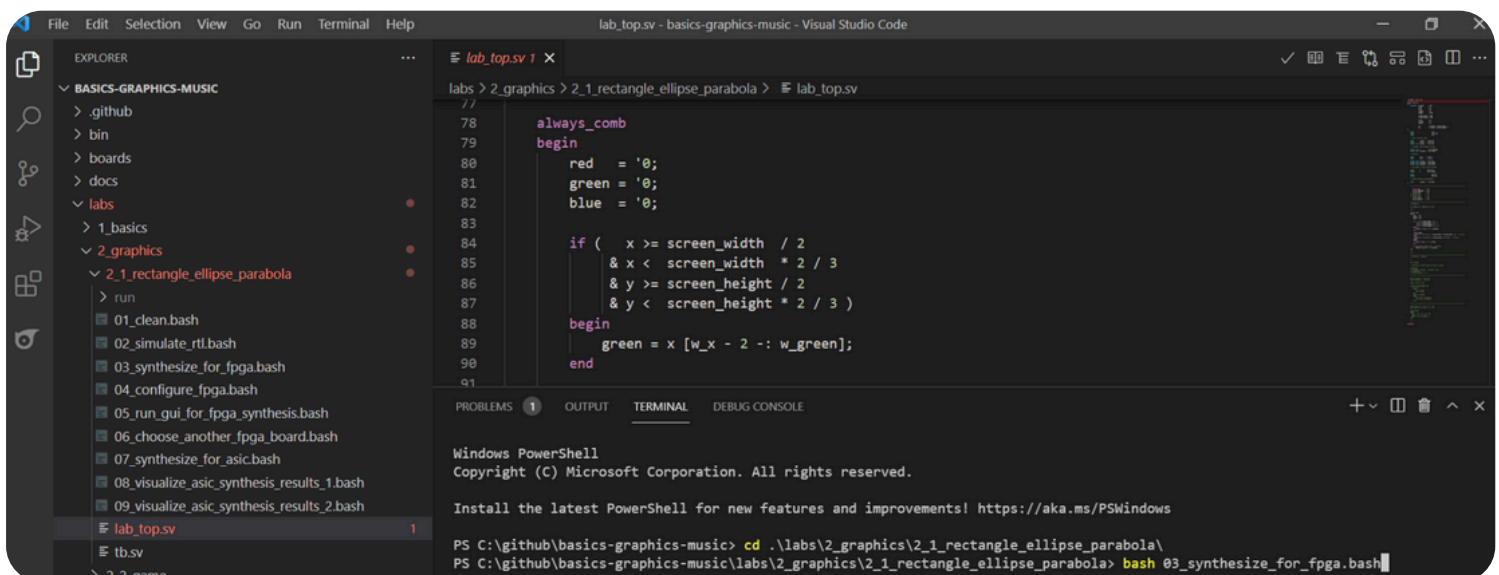 File Edit Selection View Go Run Terminal Help
lab_top.sv - basics-graphics-music - Visual Studio Code
EXPLORER
BASICS-GRAPHICS-MUSIC
.github
bin
boards
docs
labs
1_basics
2_graphics
2_1_rectangle_ellipse_parabola
run
01_clean.bash
02_simulate_rtl.bash
03_synthesize_for_fpga.bash
04_configure_fpga.bash
05_run_gui_for_fpga_synthesis.bash
06_choose_another_fpga_board.bash
07_synthesize_for_asic.bash
08_visualize_asic_synthesis_results_1.bash
09_visualize_asic_synthesis_results_2.bash
lab_top.sv 1
tb.sv
2_2_game
lab_top.sv 1
labs > 2_graphics > 2_1_rectangle_ellipse_parabola > lab_top.sv
77
78 always_comb
79 begin
80 red   = '0;
81 green = '0;
82 blue  = '0;
83
84 if (   x >= screen_width  / 2
85 & x <  screen_width  * 2 / 3
86 & y >= screen_height / 2
87 & y <  screen_height * 2 / 3 )
88 begin
89 green = x [w_x - 2 -: w_green];
90 end
91
PROBLEMS 1 OUTPUT TERMINAL DEBUG CONSOLE
Windows PowerShell
Copyright (C) Microsoft Corporation. All rights reserved.
Install the latest PowerShell for new features and improvements! https://aka.ms/PSWindows
PS C:\github\basics-graphics-music> cd .\labs\2_graphics\2_1_rectangle_ellipse_parabola\
PS C:\github\basics-graphics-music\labs\2_graphics\2_1_rectangle_ellipse_parabola> bash 03_synthesize_for_fpga.bash